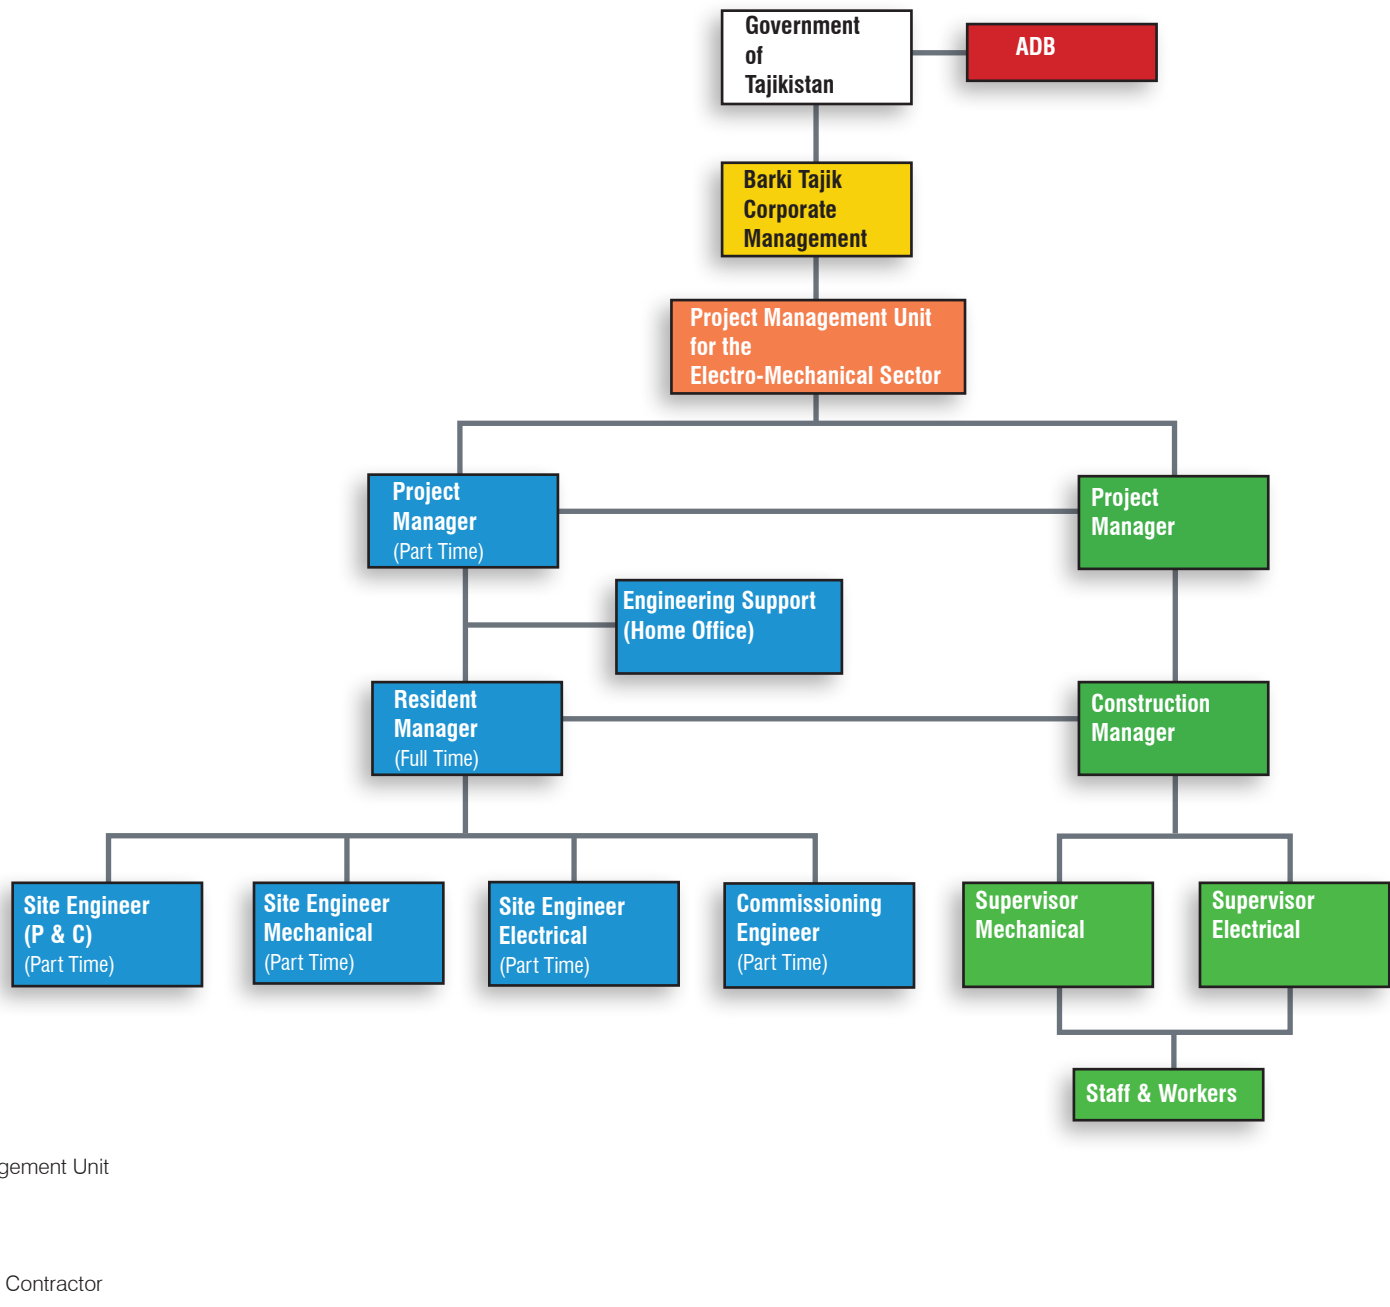 Government
of
Tajikistan
ADB
Barki Tajik
Corporate
Management
Project Management Unit
for the
Electro-Mechanical Sector
Project
Manager
(Part Time)
Project
Manager
Engineering Support
(Home Office)
Resident
Manager
(Full Time)
Construction
Manager
Site Engineer
(P & C)
(Part Time)
Site Engineer
Mechanical
(Part Time)
Site Engineer
Electrical
(Part Time)
Commissioning
Engineer
(Part Time)
Supervisor
Mechanical
Supervisor
Electrical
Staff & Workers
gement Unit
Contractor